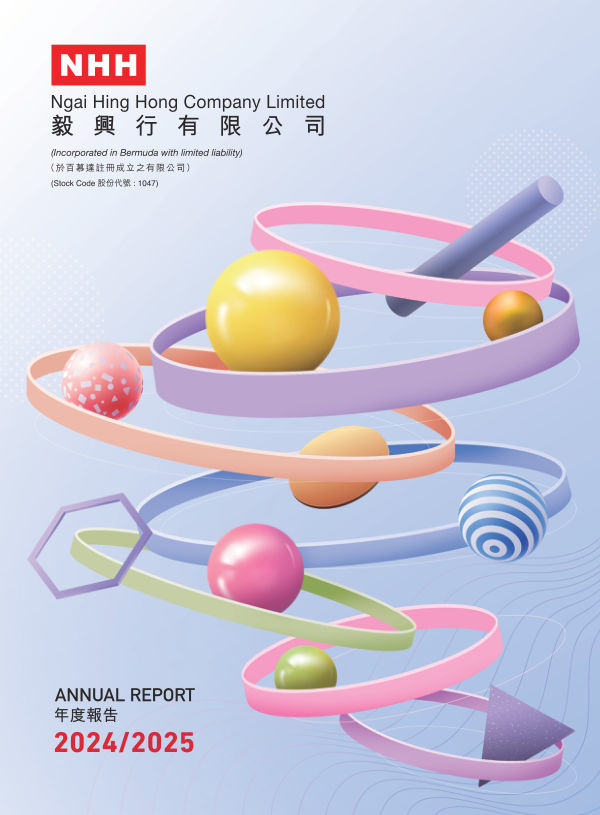 NHH
Ngai Hing Hong Company Limited
毅興行有限公司
(Incorporated in Bermuda with limited liability)
(於百慕達註冊成立之有限公司)
(Stock Code 股份代號 : 1047)
ANNUAL REPORT
年度報告
2024/2025